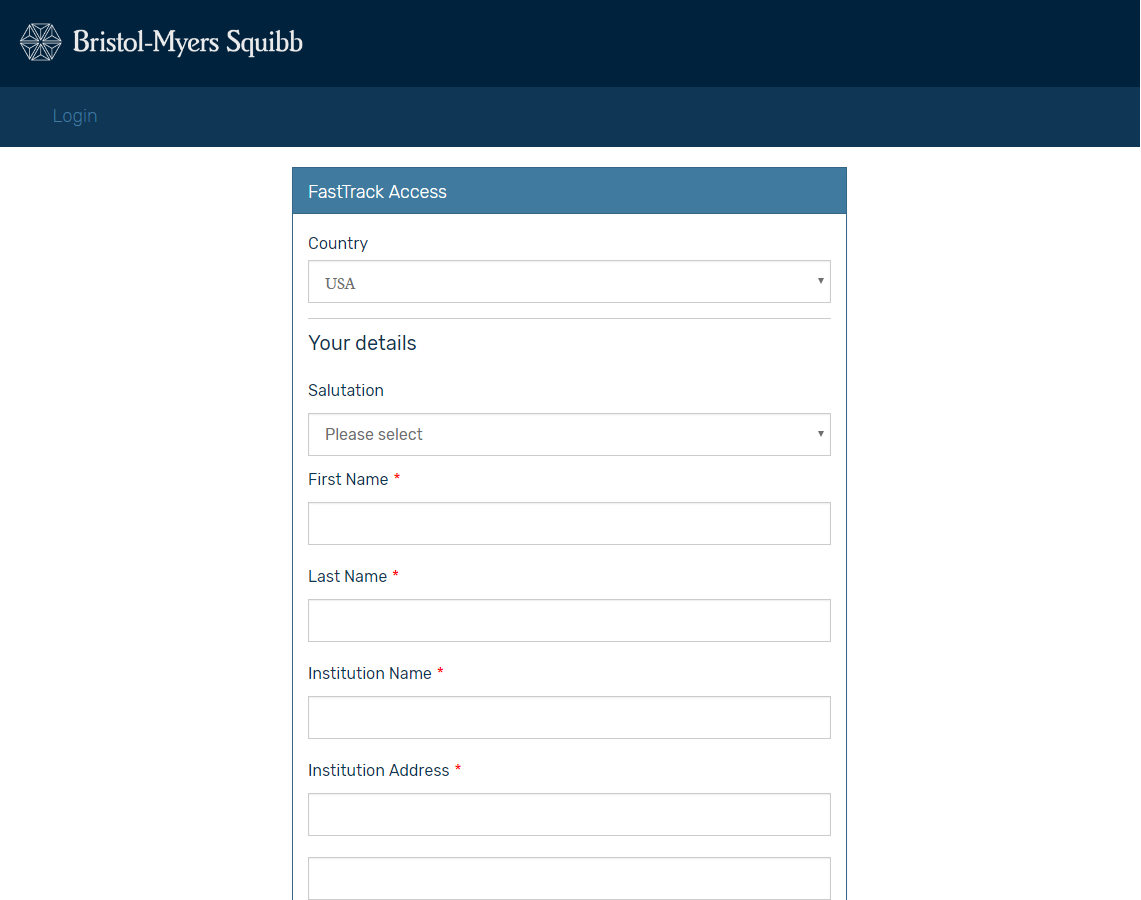 Bristol-Myers Squibb
Login
FastTrack Access
Country
USA
Your details
Salutation
Please select
First Name *
Last Name *
Institution Name *
Institution Address *